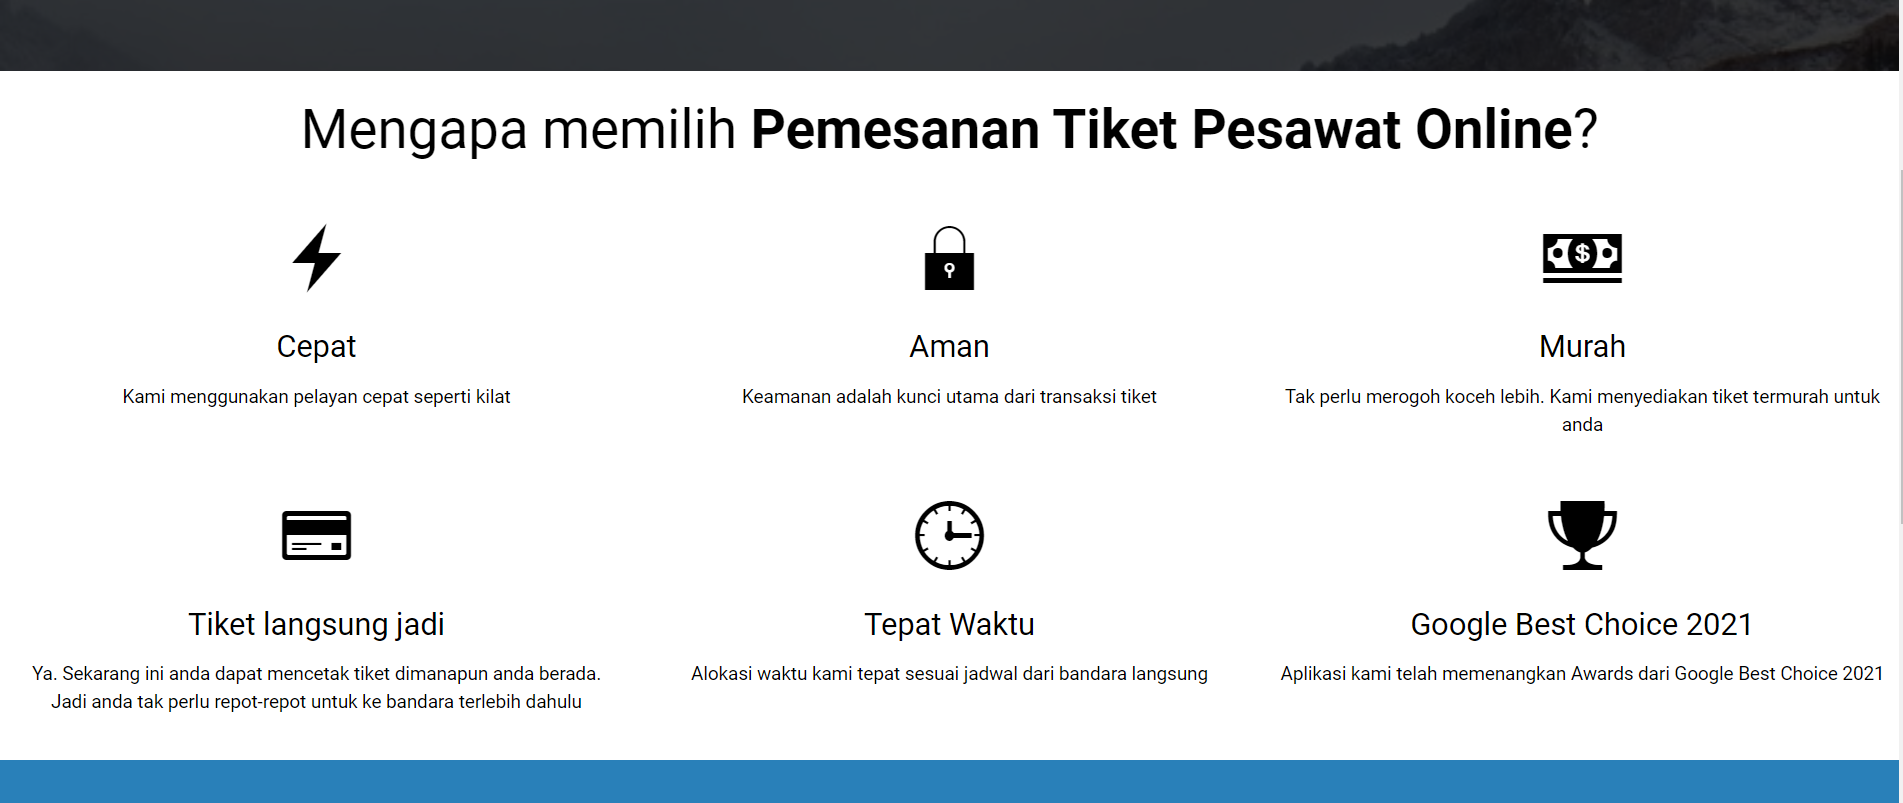 Mengapa memilih Pemesanan Tiket Pesawat Online?
Cepat
Kami menggunakan pelayan cepat seperti kilat
Aman
Keamanan adalah kunci utama dari transaksi tiket
Murah
Tak perlu merogoh koceh lebih. Kami menyediakan tiket termurah untuk
anda
Tiket langsung jadi
Ya. Sekarang ini anda dapat mencetak tiket dimanapun anda berada.
Jadi anda tak perlu repot-repot untuk ke bandara terlebih dahulu
Tepat Waktu
Alokasi waktu kami tepat sesuai jadwal dari bandara langsung
Google Best Choice 2021
Aplikasi kami telah memenangkan Awards dari Google Best Choice 2021